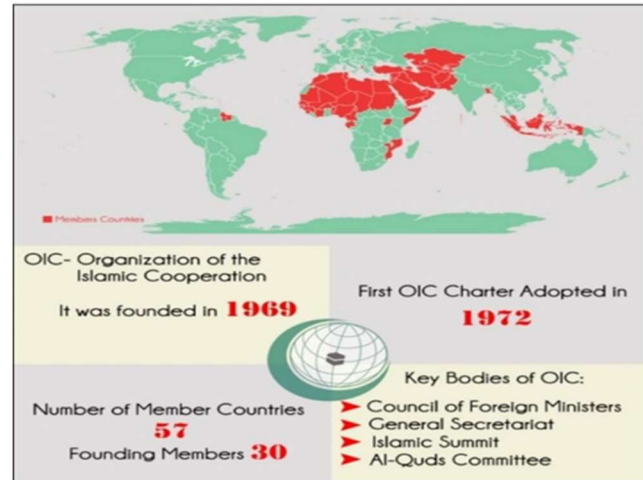 Members Countries
OIC- Organization of the
Islamic Cooperation
It was founded in 1969
First OIC Charter Adopted in
1972
Number of Member Countries
57
Founding Members 30
Key Bodies of OIC:
Council of Foreign Ministers
General Secretariat
Islamic Summit
Al-Quds Committee